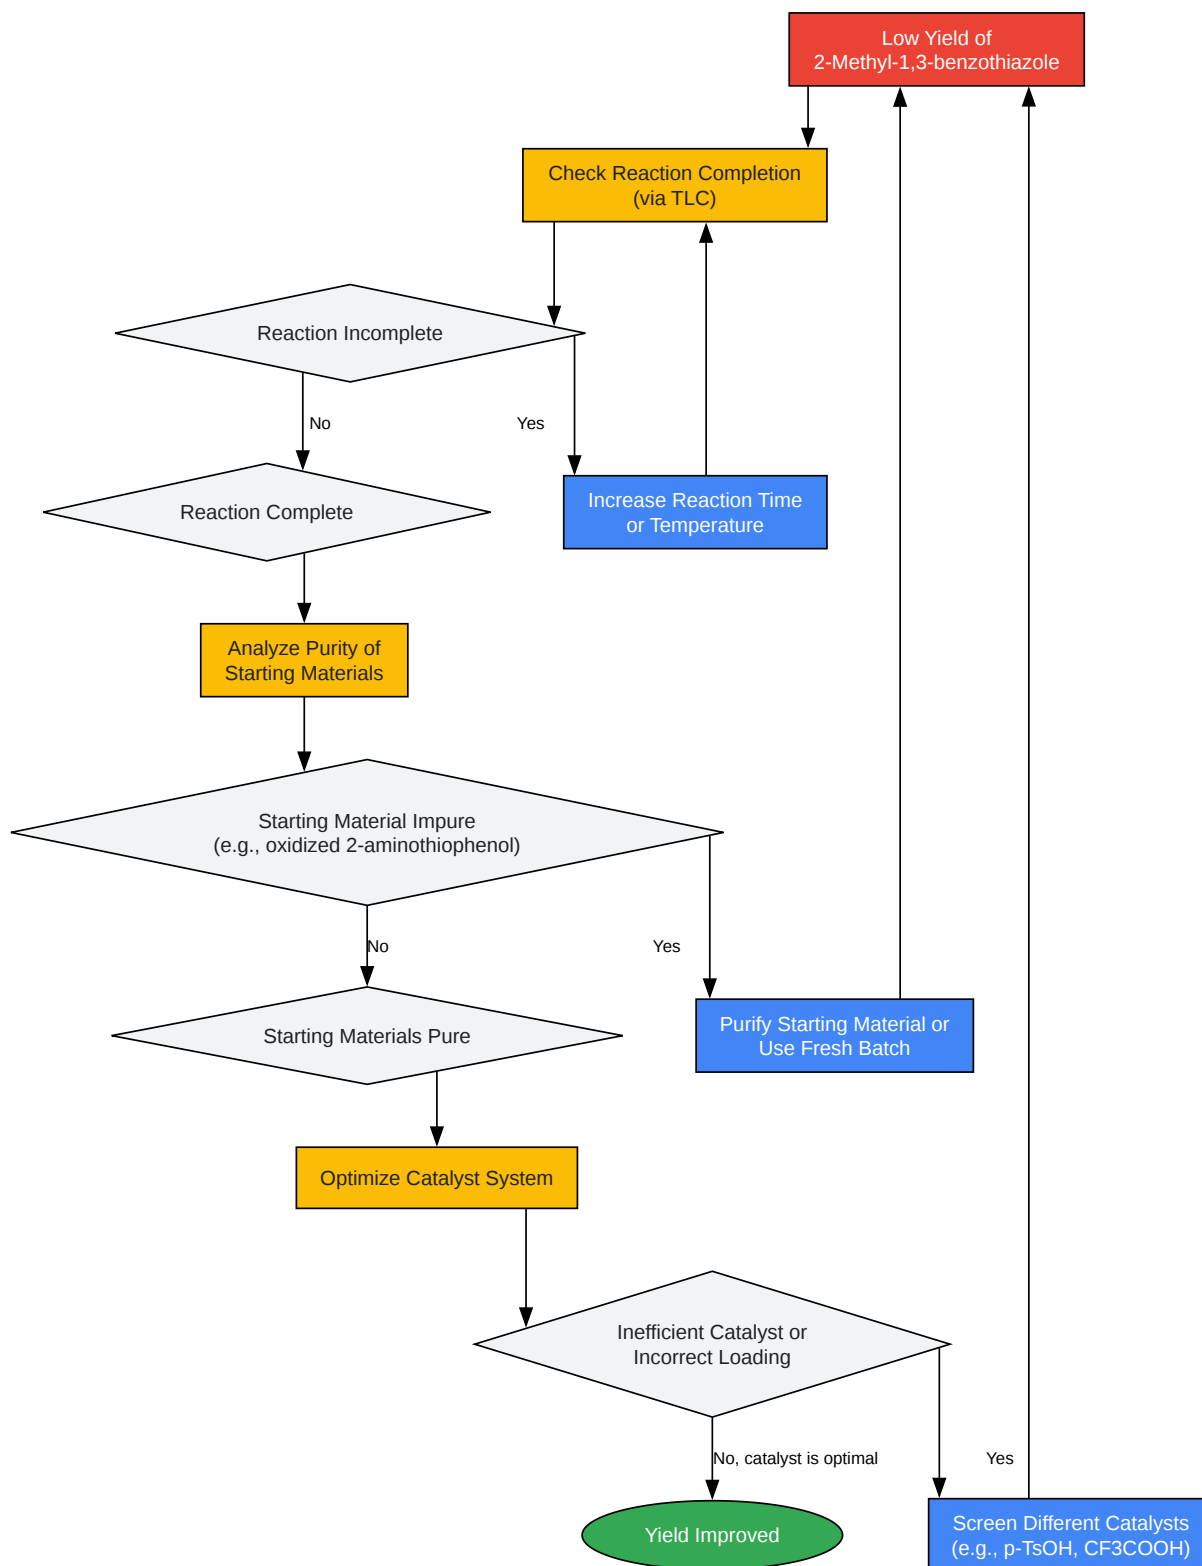 Low Yield of
2-Methyl-1,3-benzothiazole
Check Reaction Completion
(via TLC)
Reaction Incomplete
No
Yes
Reaction Complete
Increase Reaction Time
or Temperature
Analyze Purity of
Starting Materials
Starting Material Impure
(e.g., oxidized 2-aminothiophenol)
No
Yes
Starting Materials Pure
Purify Starting Material or
Use Fresh Batch
Optimize Catalyst System
Inefficient Catalyst or
Incorrect Loading
No, catalyst is optimal
Yes
Yield Improved
Screen Different Catalysts
(e.g., p-TsOH, CF3COOH)